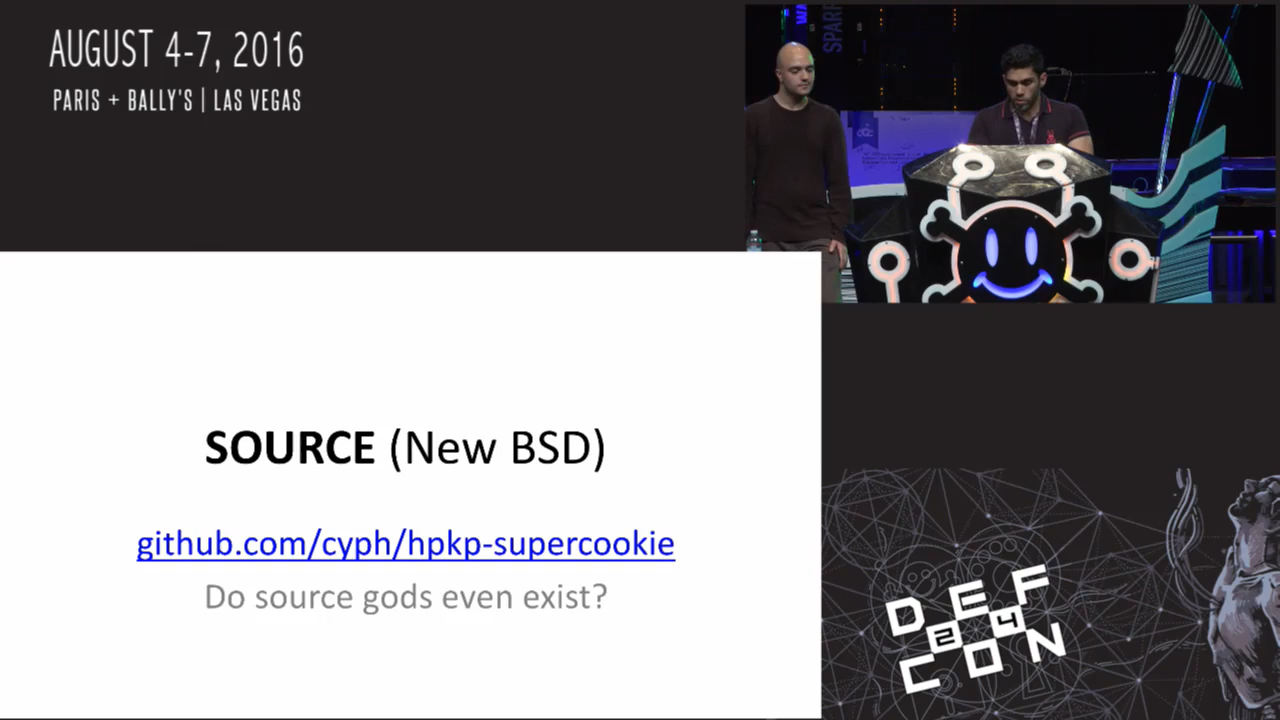 AUGUST 4-7, 2016
PARIS + BALLY'S | LAS VEGAS
SOURCE (New BSD)
github.com/cyph/hpkp-supercookie
Do source gods even exist?
DEF
24
CON